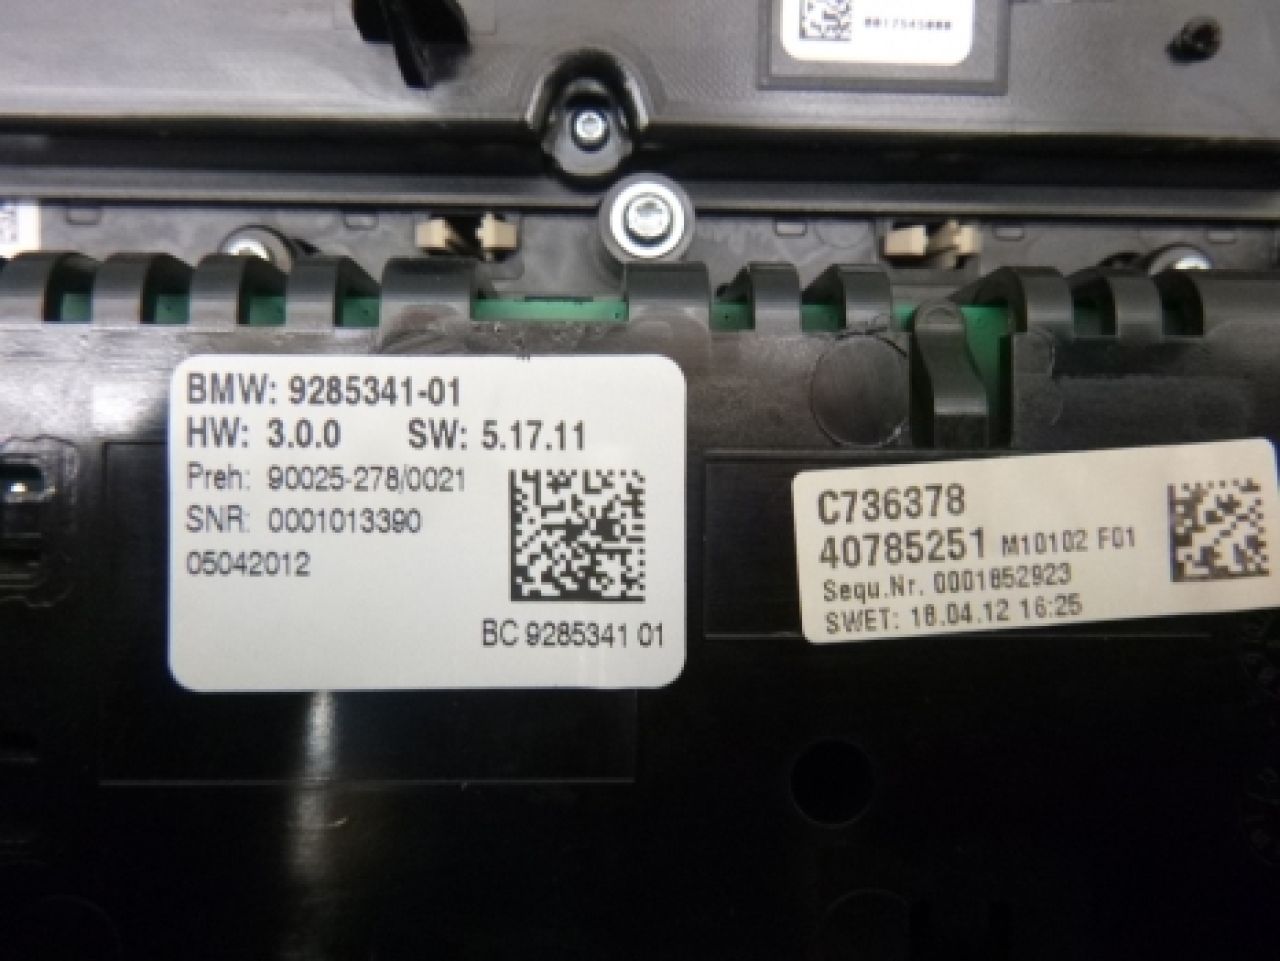 0017545000
BMW: 9285341-01
HW: 3.0.0 SW: 5.17.11
Preh: 90025-278/0021
SNR: 0001013390
05042012
BC 9285341 01
C736378
40785251 M10102 F01
Sequ.Nr. 0001852923
SWET: 18.04.12 16:25